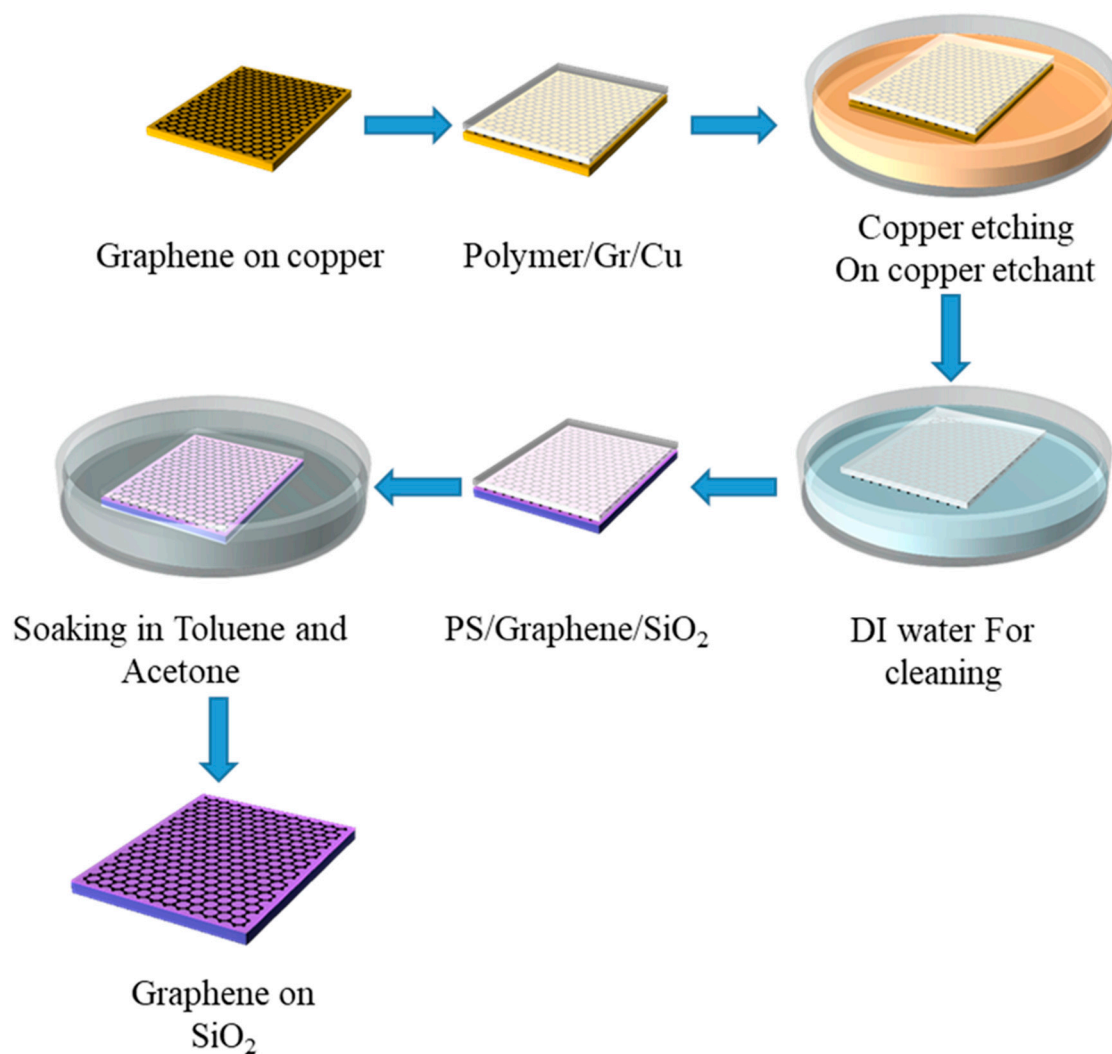 Graphene on copper
Polymer/Gr/Cu
Copper etching
On copper etchant
Soaking in Toluene and
Acetone
PS/Graphene/SiO₂
DI water For
cleaning
Graphene on
SiO₂